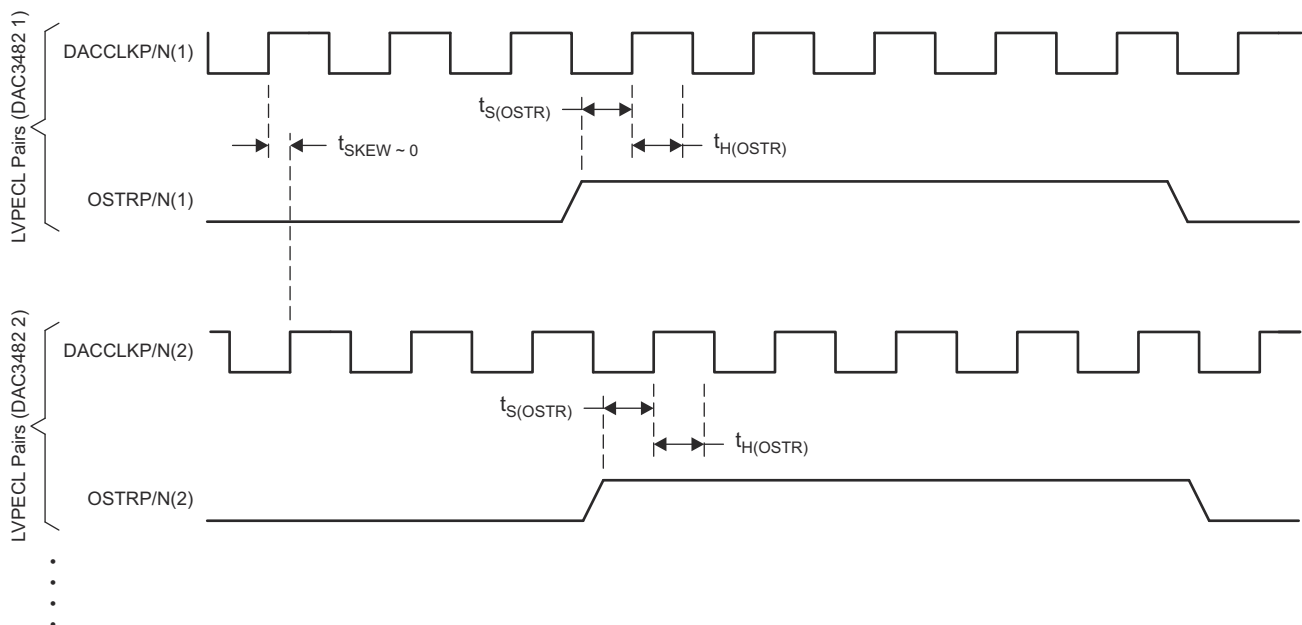 LVPECL Pairs (DAC3482 1)
DACCLKP/N(1)
tS(OSTR)
tH(OSTR)
tSKEW ~ 0
OSTRP/N(1)
LVPECL Pairs (DAC3482 2)
DACCLKP/N(2)
tS(OSTR)
tH(OSTR)
OSTRP/N(2)